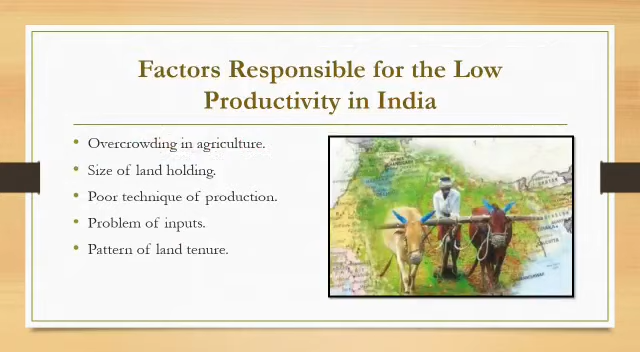 Factors Responsible for the Low
Productivity in India
• Overcrowding in agriculture.
• Size of land holding.
• Poor technique of production.
• Problem of inputs.
• Pattern of land tenure.